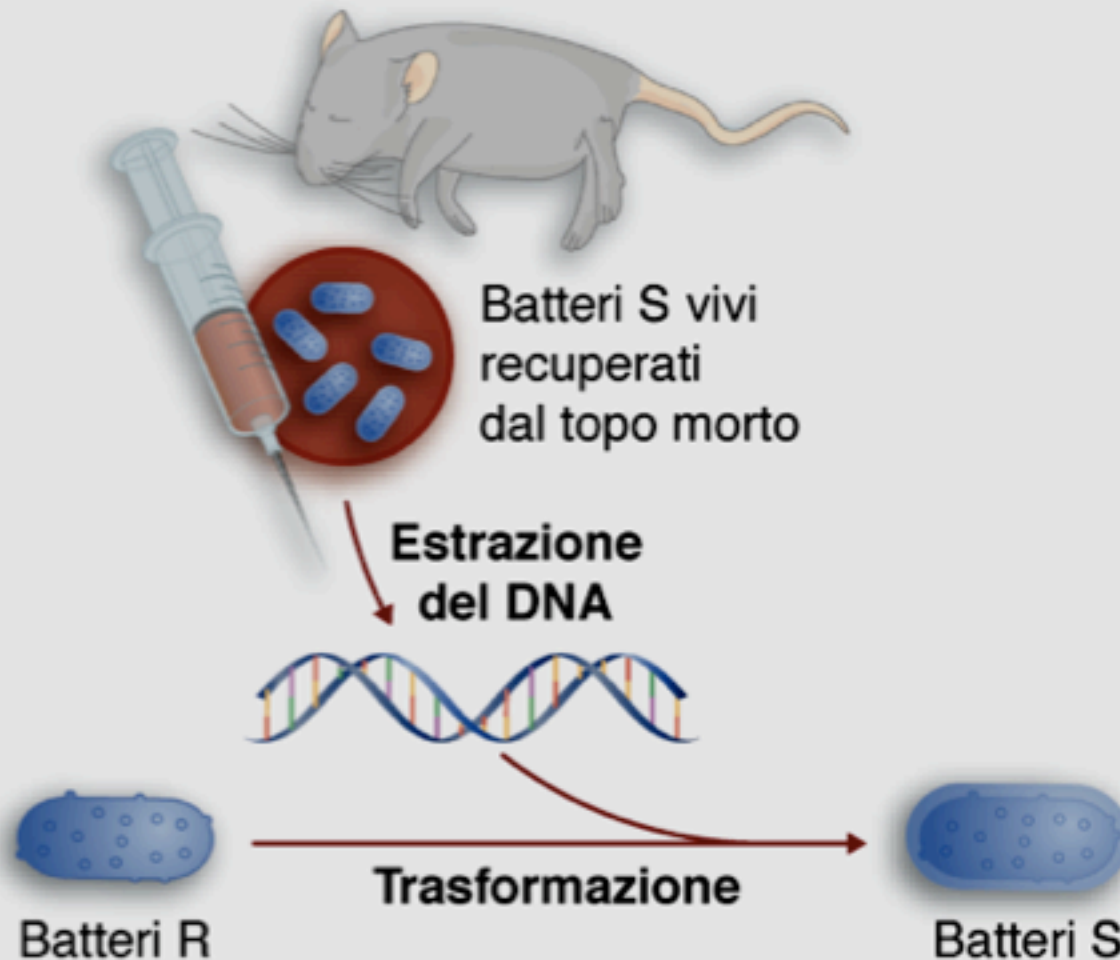 Batteri S vivi
recuperati
dal topo morto
Estrazione
del DNA
Trasformazione
Batteri R
Batteri S